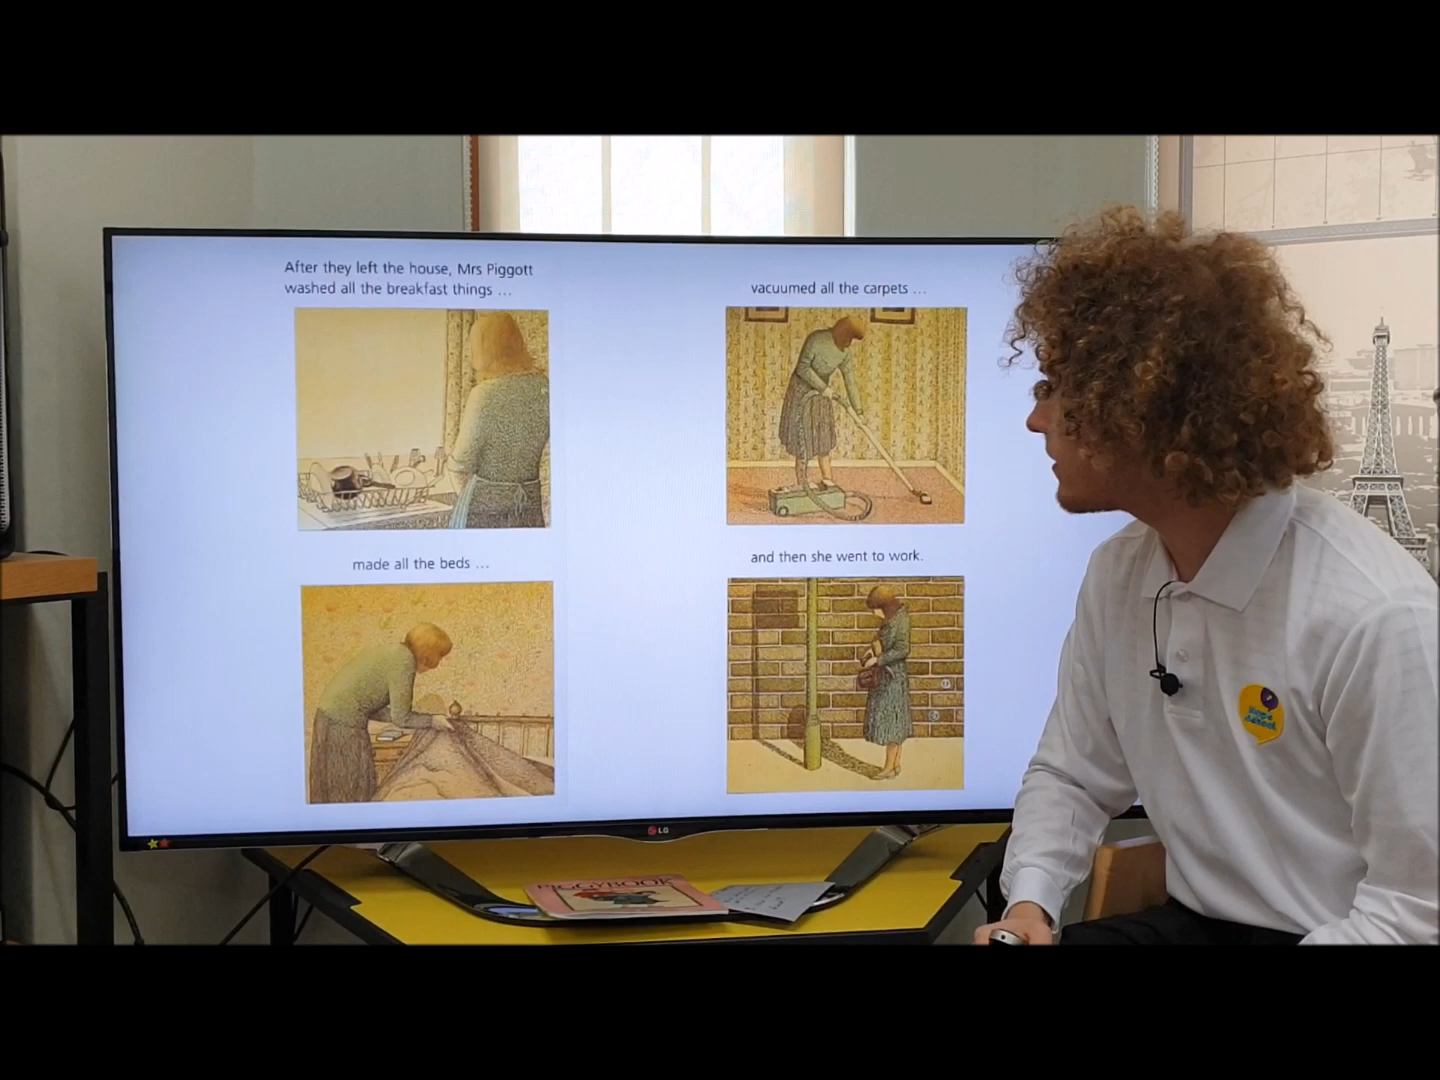 After they left the house, Mrs Piggott
washed all the breakfast things ...
vacuumed all the carpets ...
made all the beds ...
and then she went to work.
LG
PIGGYBOOK